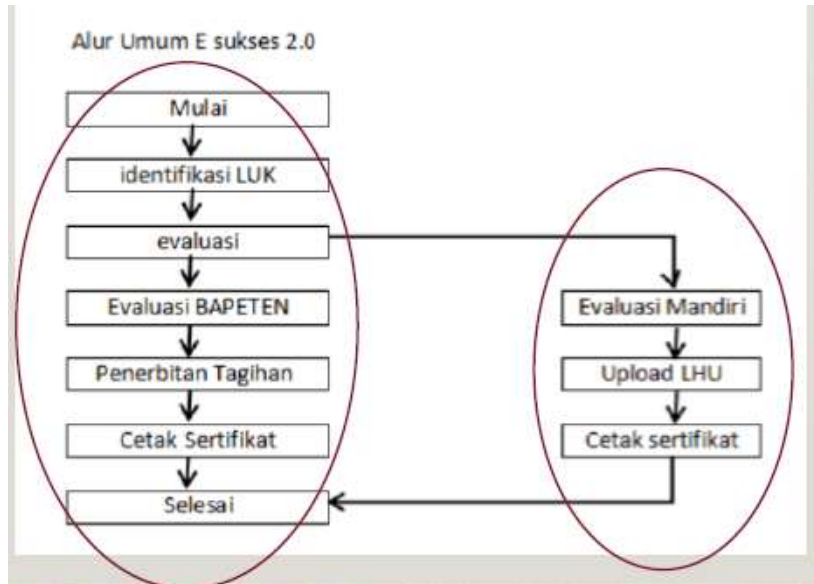 Alur Umum E sukses 2.0
Mulai
identifikasi LUK
evaluasi
Evaluasi BAPETEN
Penerbitan Tagihan
Cetak Sertifikat
Selesai
Evaluasi Mandiri
Upload LHU
Cetak sertifikat